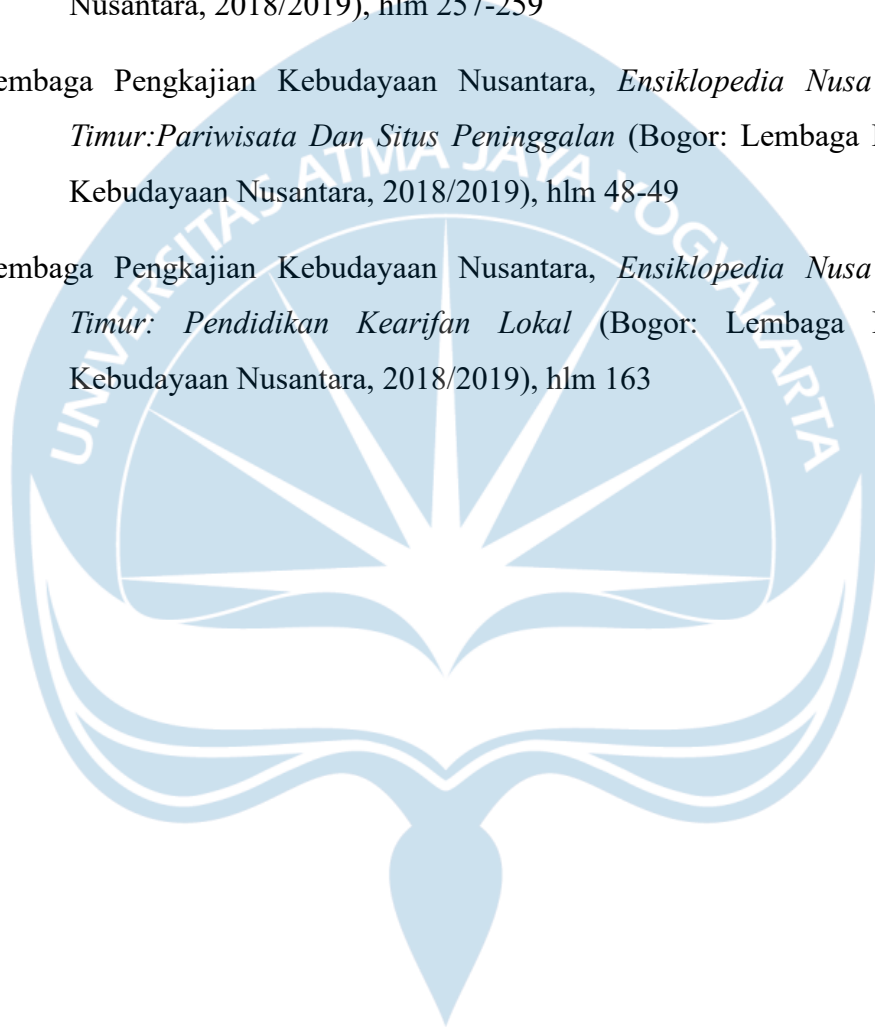 Nusantara, 2018/2019), hlm 257-259
embaga Pengkajian Kebudayaan Nusantara, Ensiklopedia Nusa
Timur:Pariwisata Dan Situs Peninggalan (Bogor: Lembaga
Kebudayaan Nusantara, 2018/2019), hlm 48-49
embaga Pengkajian Kebudayaan Nusantara, Ensiklopedia Nusa
Timur: Pendidikan Kearifan Lokal (Bogor: Lembaga
Kebudayaan Nusantara, 2018/2019), hlm 163
UNIVERSITAS ATMA JAYA YOGYAKARTA